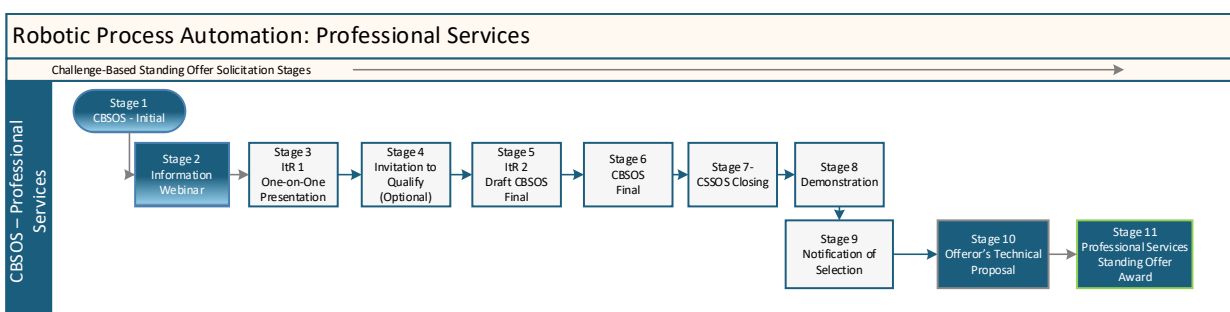 Robotic Process Automation: Professional Services
Challenge-Based Standing Offer Solicitation Stages
CBSOS – Professional
Services
Stage 1
CBSOS - Initial
Stage 2
Information
Webinar
Stage 3
ItR 1
One-on-One
Presentation
Stage 4
Invitation to
Qualify
(Optional)
Stage 5
ItR 2
Draft CBSOS
Final
Stage 6
CBSOS
Final
Stage 7-
CSSOS Closing
Stage 8
Demonstration
Stage 9
Notification of
Selection
Stage 10
Offeror's Technical
Proposal
Stage 11
Professional Services
Standing Offer
Award